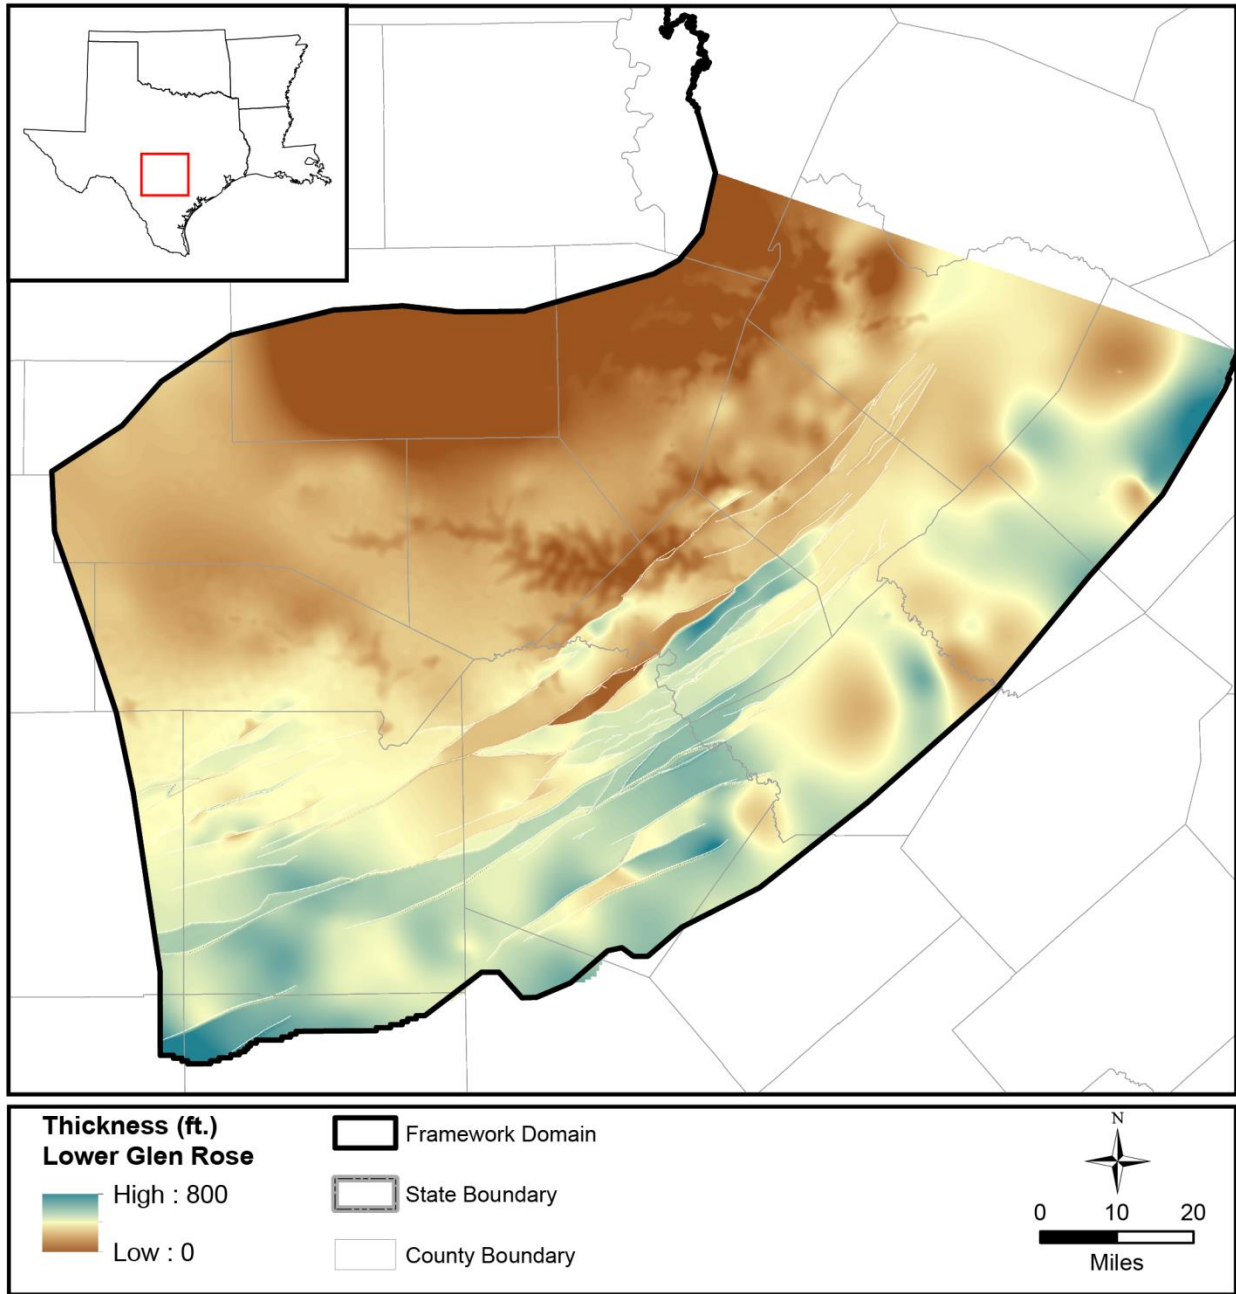 Thickness (ft.)
Lower Glen Rose
High : 800
Low : 0
Framework Domain
State Boundary
County Boundary
N
0 10 20
Miles